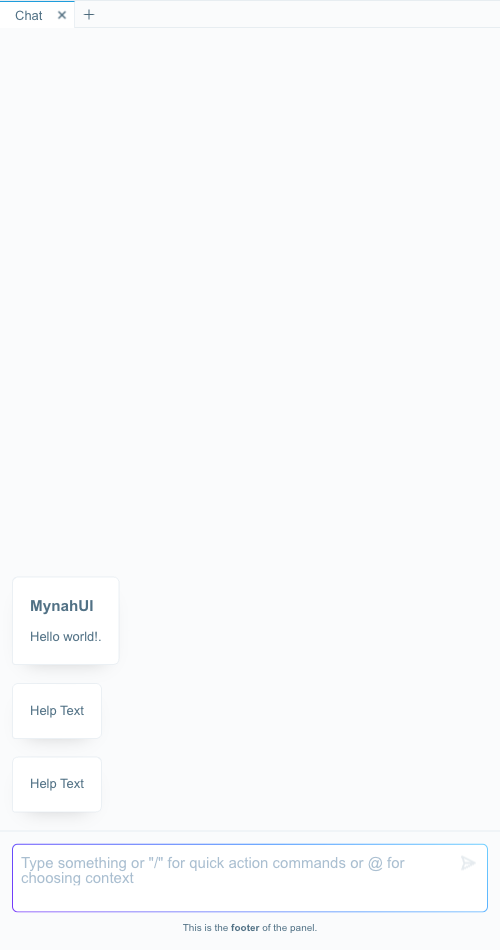 Chat
MynahUI
Hello world!.
Help Text
Help Text
Type something or "/" for quick action commands or @ for
choosing context
This is the footer of the panel.